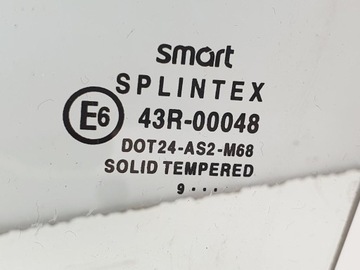 smart
SPLINTEX
E6 43R-00048
DOT24-AS2-M68
SOLID TEMPERED
9 • • •